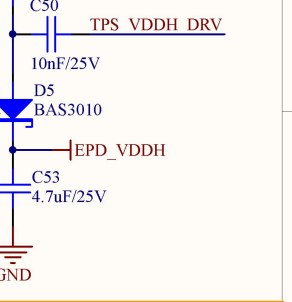 C50
TPS_VDDH_DRV
10nF/25V
D5
BAS3010
EPD_VDDH
C53
4.7uF/25V
GND